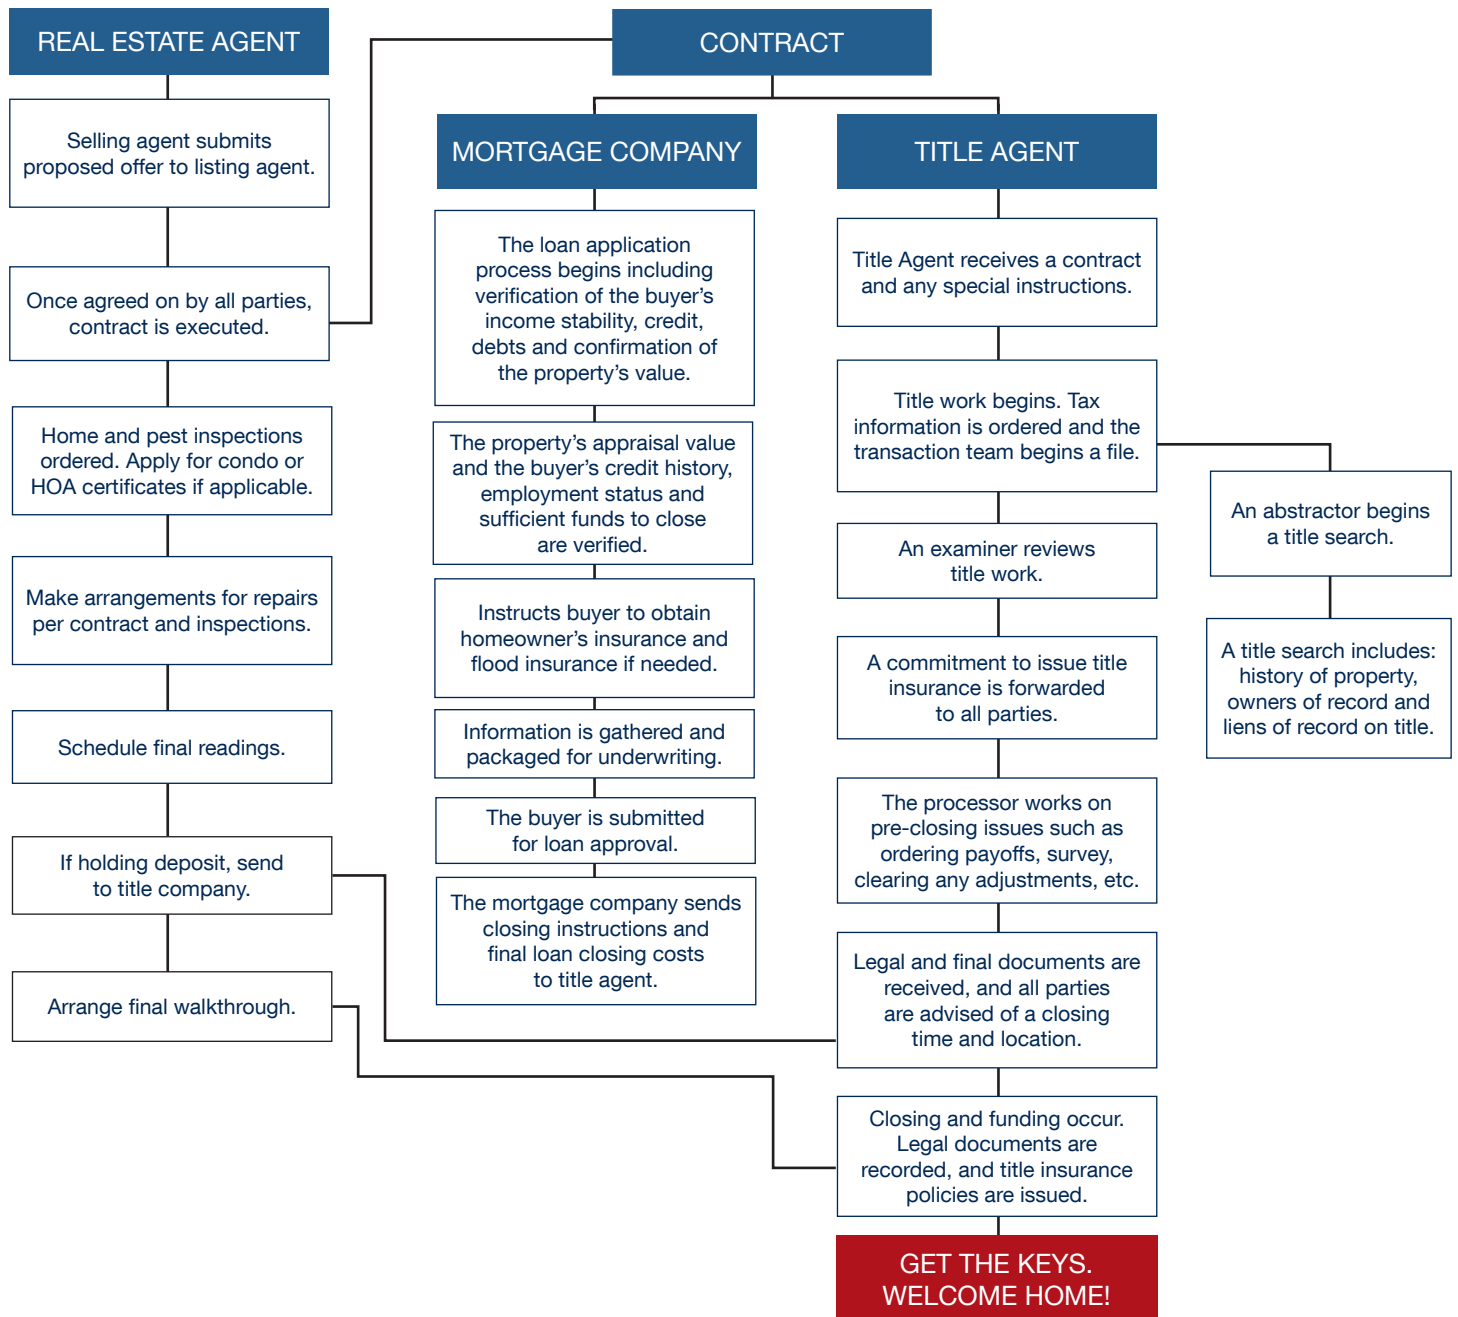 REAL ESTATE AGENT
Selling agent submits
proposed offer to listing agent.
Once agreed on by all parties,
contract is executed.
Home and pest inspections
ordered. Apply for condo or
HOA certificates if applicable.
Make arrangements for repairs
per contract and inspections.
Schedule final readings.
If holding deposit, send
to title company.
Arrange final walkthrough.
CONTRACT
MORTGAGE COMPANY
The loan application
process begins including
verification of the buyer’s
income stability, credit,
debts and confirmation of
the property’s value.
The property’s appraisal value
and the buyer’s credit history,
employment status and
sufficient funds to close
are verified.
Instructs buyer to obtain
homeowner’s insurance and
flood insurance if needed.
Information is gathered and
packaged for underwriting.
The buyer is submitted
for loan approval.
The mortgage company sends
closing instructions and
final loan closing costs
to title agent.
TITLE AGENT
Title Agent receives a contract
and any special instructions.
Title work begins. Tax
information is ordered and the
transaction team begins a file.
An examiner reviews
title work.
A commitment to issue title
insurance is forwarded
to all parties.
The processor works on
pre-closing issues such as
ordering payoffs, survey,
clearing any adjustments, etc.
Legal and final documents are
received, and all parties
are advised of a closing
time and location.
Closing and funding occur.
Legal documents are
recorded, and title insurance
policies are issued.
GET THE KEYS.
WELCOME HOME!
An abstractor begins
a title search.
A title search includes:
history of property,
owners of record and
liens of record on title.